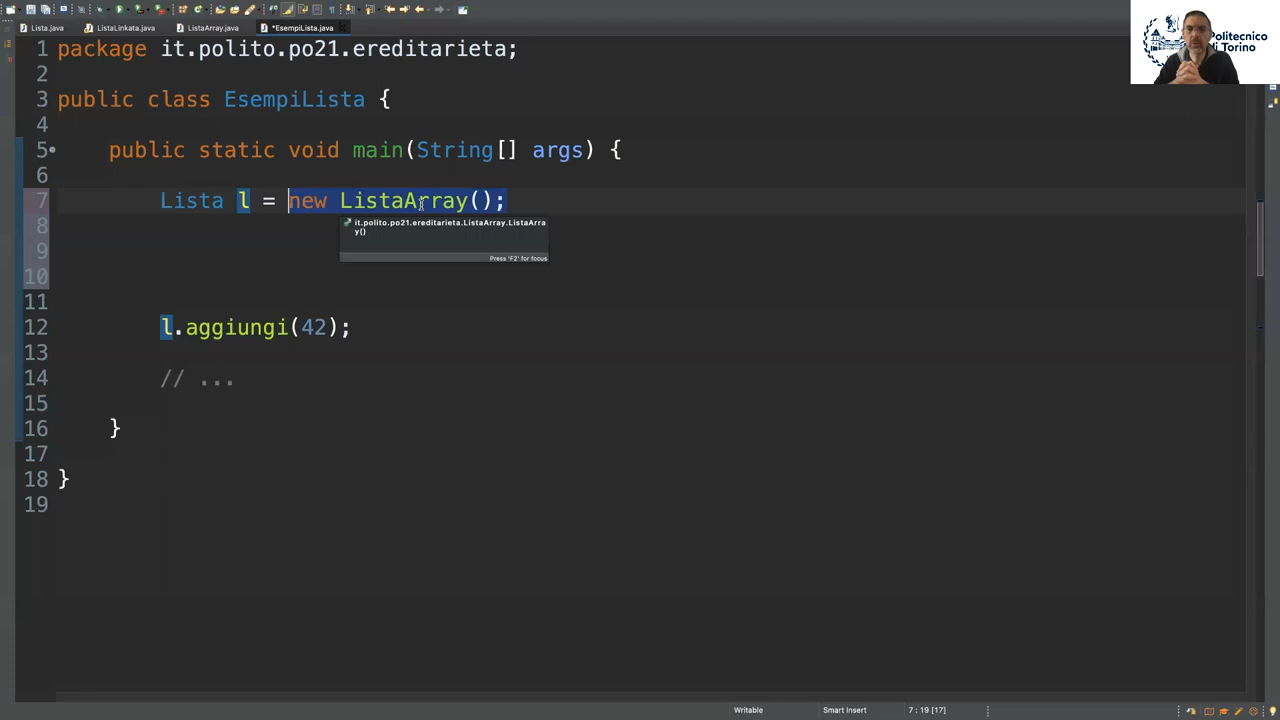 Lista.java ListaLinkata.java ListaArray.java *EsempiLista.java
Politecnico
di Torino
1 package it.polito.po21.ereditarieta;
2
3 public class EsempiLista {
4
5 public static void main(String[] args) {
6
7 Lista l = new ListaArray();
it.polito.po21.ereditarieta.ListaArray.ListaArra
y()
Press 'F2' for focus
8
9
10
11
12 l.aggiungi(42);
13
14 // ...
15
16 }
17
18 }
19
Writable Smart Insert 7 : 19 [17]